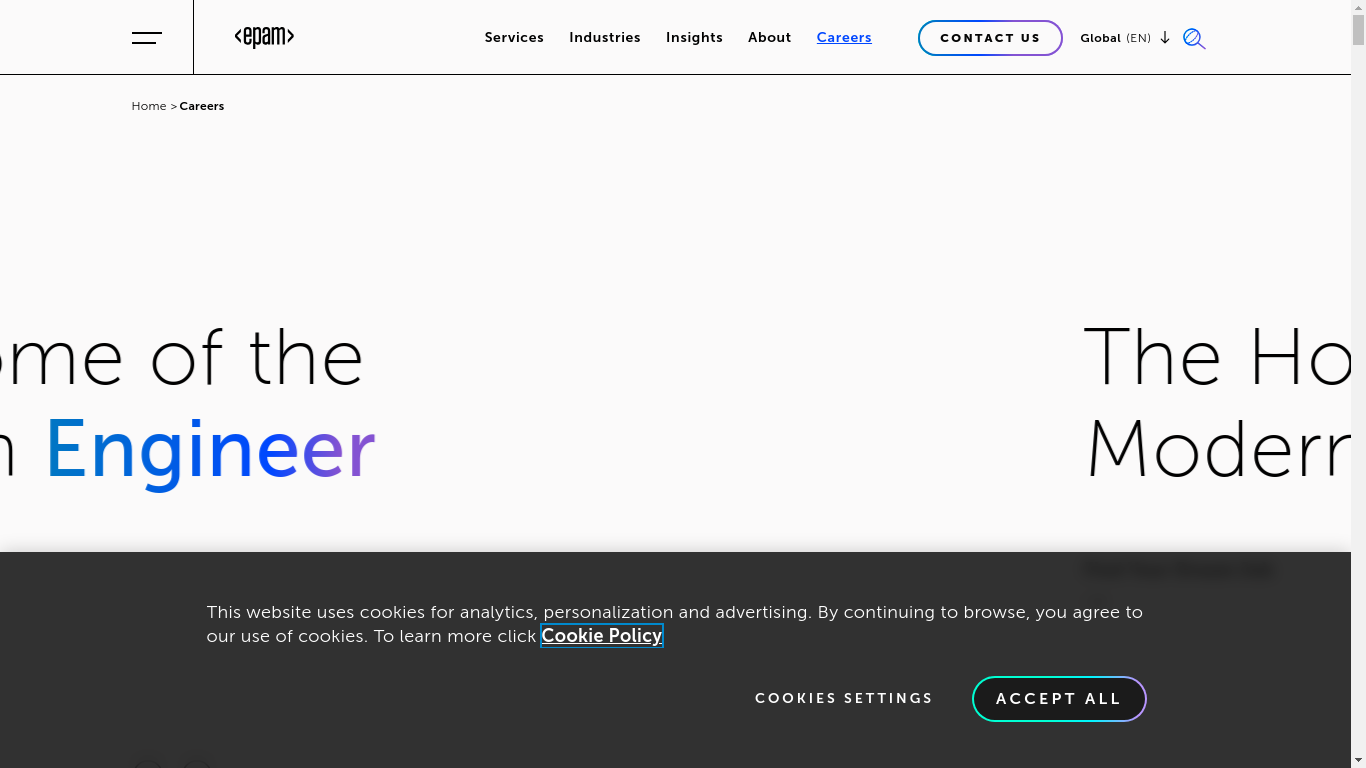 <epam>
Services
Industries
Insights
About
Careers
CONTACT US
Global (EN)
Home > Careers
ome of the
Engineer
The Ho
Modern
This website uses cookies for analytics, personalization and advertising. By continuing to browse, you agree to
our use of cookies. To learn more click Cookie Policy
COOKIES SETTINGS
ACCEPT ALL